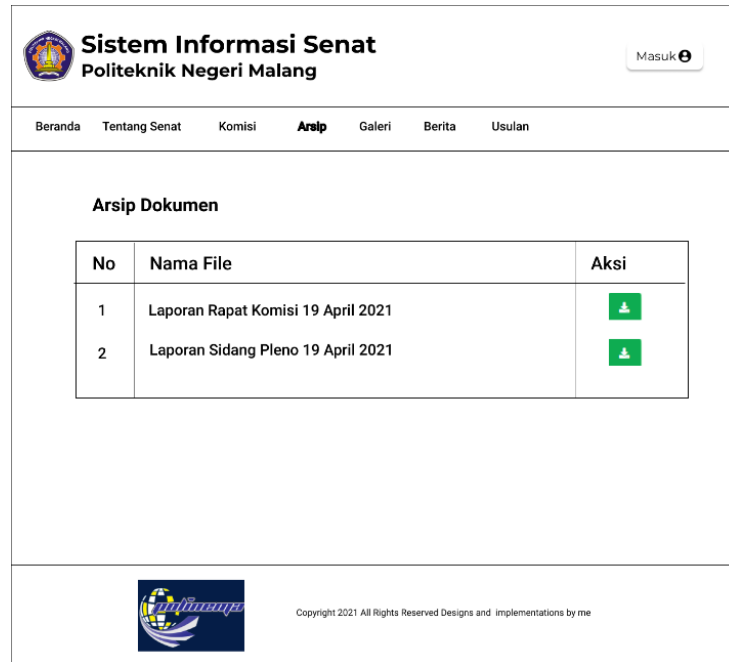 Sistem Informasi Senat
Politeknik Negeri Malang
Masuk
Beranda Tentang Senat Komisi Arsip Galeri Berita Usulan
Arsip Dokumen
No Nama File Aksi
1 Laporan Rapat Komisi 19 April 2021
2 Laporan Sidang Pleno 19 April 2021
polinema
Copyright 2021 All Rights Reserved Designs and implementations by me